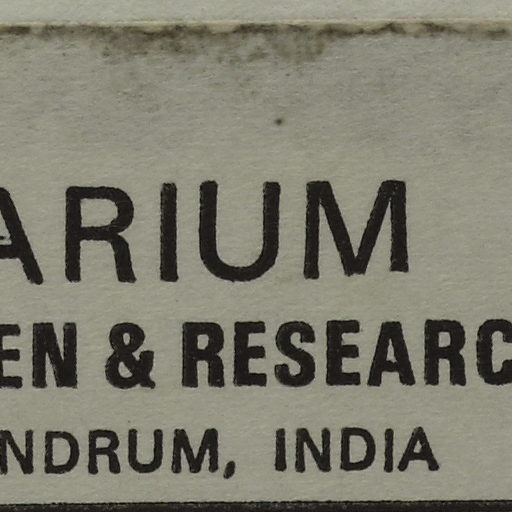 ARIUM
EN & RESEARC
NDRUM, INDIA